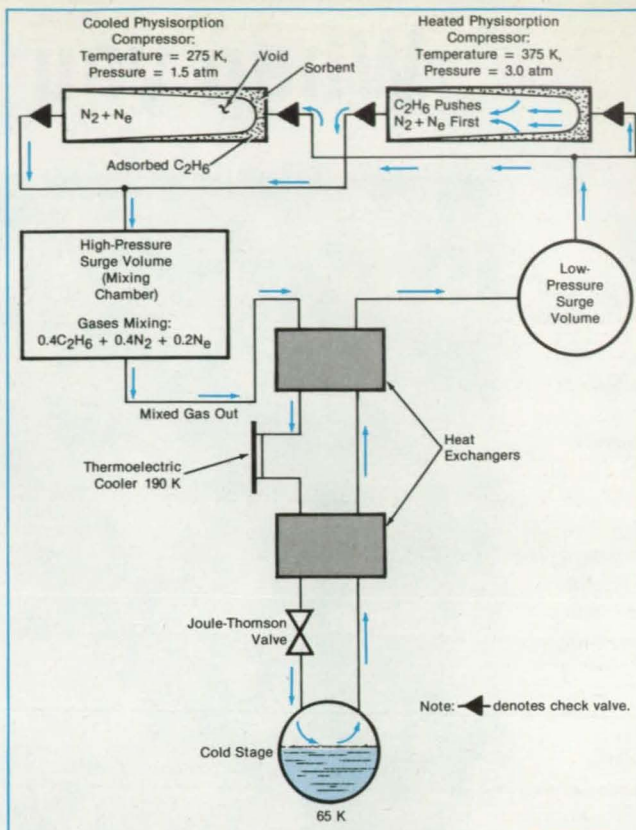 Cooled Physisorption
Compressor:
Temperature = 275 K,
Pressure = 1.5 atm
Void
Sorbent
N₂ + Nₑ
Adsorbed C₂H₆
Heated Physisorption
Compressor:
Temperature = 375 K,
Pressure = 3.0 atm
C₂H₆ Pushes
N₂ + Nₑ First
High-Pressure
Surge Volume
(Mixing
Chamber)
Gases Mixing:
0.4C₂H₆ + 0.4N₂ + 0.2Nₑ
Low-
Pressure
Surge
Volume
Mixed Gas Out
Heat
Exchangers
Thermoelectric
Cooler 190 K
Joule-Thomson
Valve
Note: denotes check valve.
Cold Stage
65 K